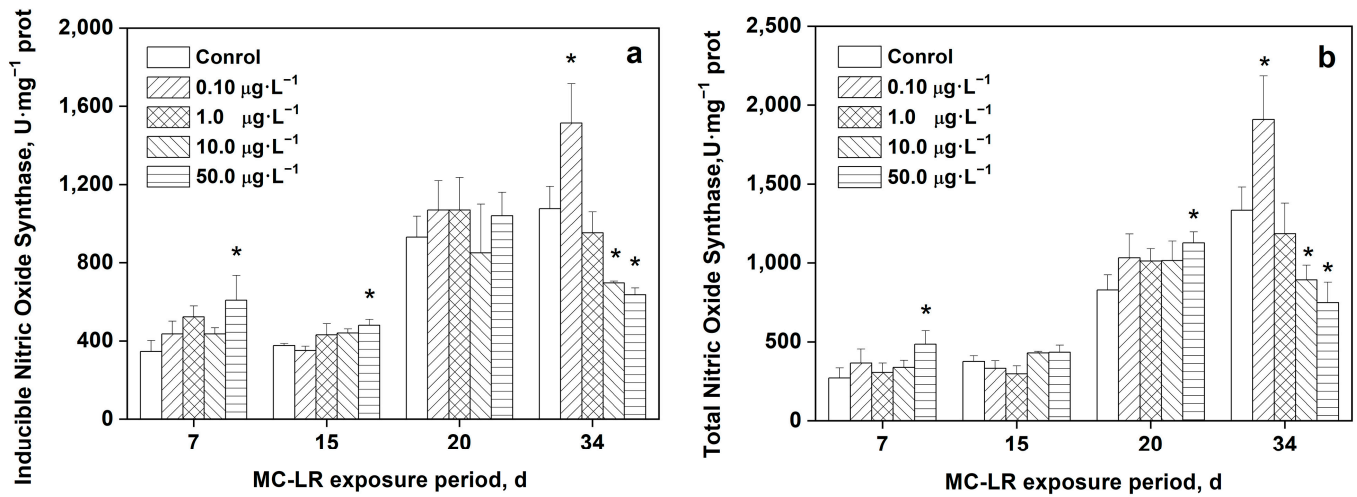 Inducible Nitric Oxide Synthase, U·mg⁻¹ prot
2,000
1,600
1,200
800
400
0
Conrol
0.10 µg·L⁻¹
1.0 µg·L⁻¹
10.0 µg·L⁻¹
50.0 µg·L⁻¹
a
*
*
*
*
*
7 15 20 34
MC-LR exposure period, d
Total Nitric Oxide Synthase,U·mg⁻¹ prot
2,500
2,000
1,500
1,000
500
0
Conrol
0.10 µg·L⁻¹
1.0 µg·L⁻¹
10.0 µg·L⁻¹
50.0 µg·L⁻¹
b
*
*
*
*
*
7 15 20 34
MC-LR exposure period, d